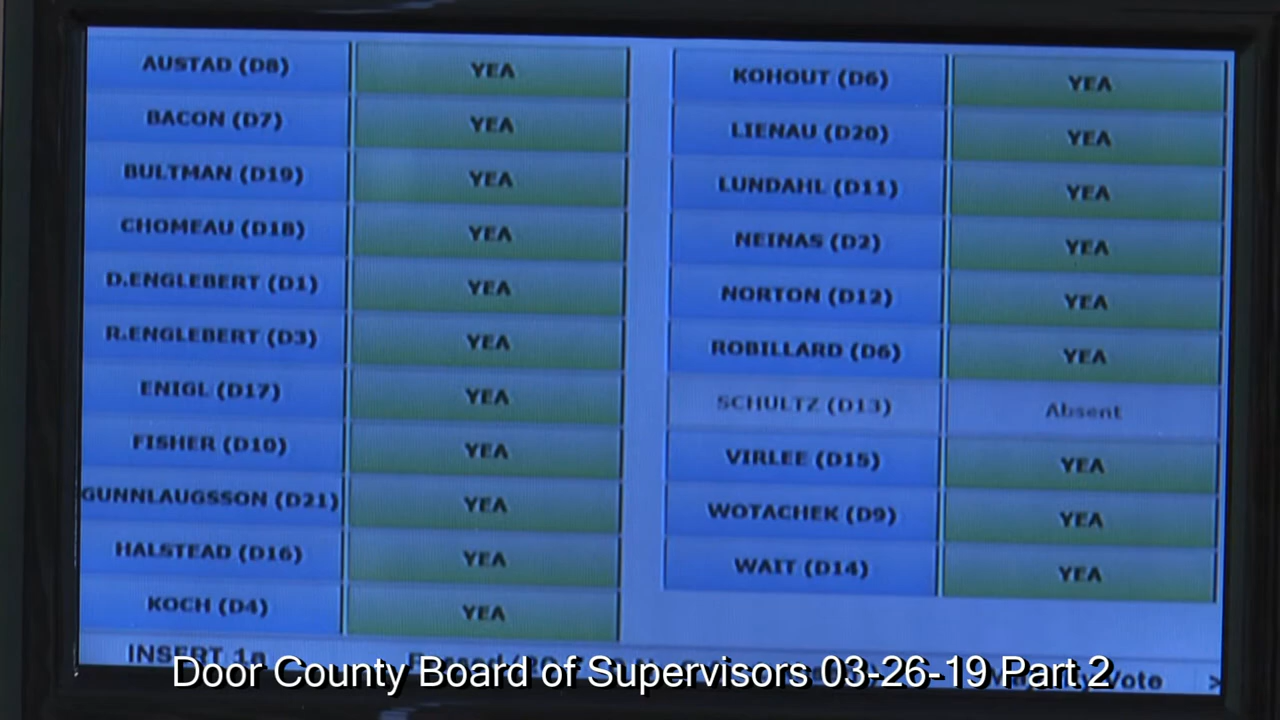 AUSTAD (D8) YEA
BACON (D7) YEA
BULTMAN (D19) YEA
CHOMEAU (D18) YEA
D.ENGLEBERT (D1) YEA
R.ENGLEBERT (D3) YEA
ENIGL (D17) YEA
FISHER (D10) YEA
GUNNLAUGSSON (D21) YEA
HALSTEAD (D16) YEA
KOCH (D4) YEA
KOHOUT (D6) YEA
LIENAU (D20) YEA
LUNDAHL (D11) YEA
NEINAS (D2) YEA
NORTON (D12) YEA
ROBILLARD (D6) YEA
SCHULTZ (D13) Absent
VIRLEE (D15) YEA
WOTACHEK (D9) YEA
WAIT (D14) YEA
INSERT Vote >
Door County Board of Supervisors 03-26-19 Part 2